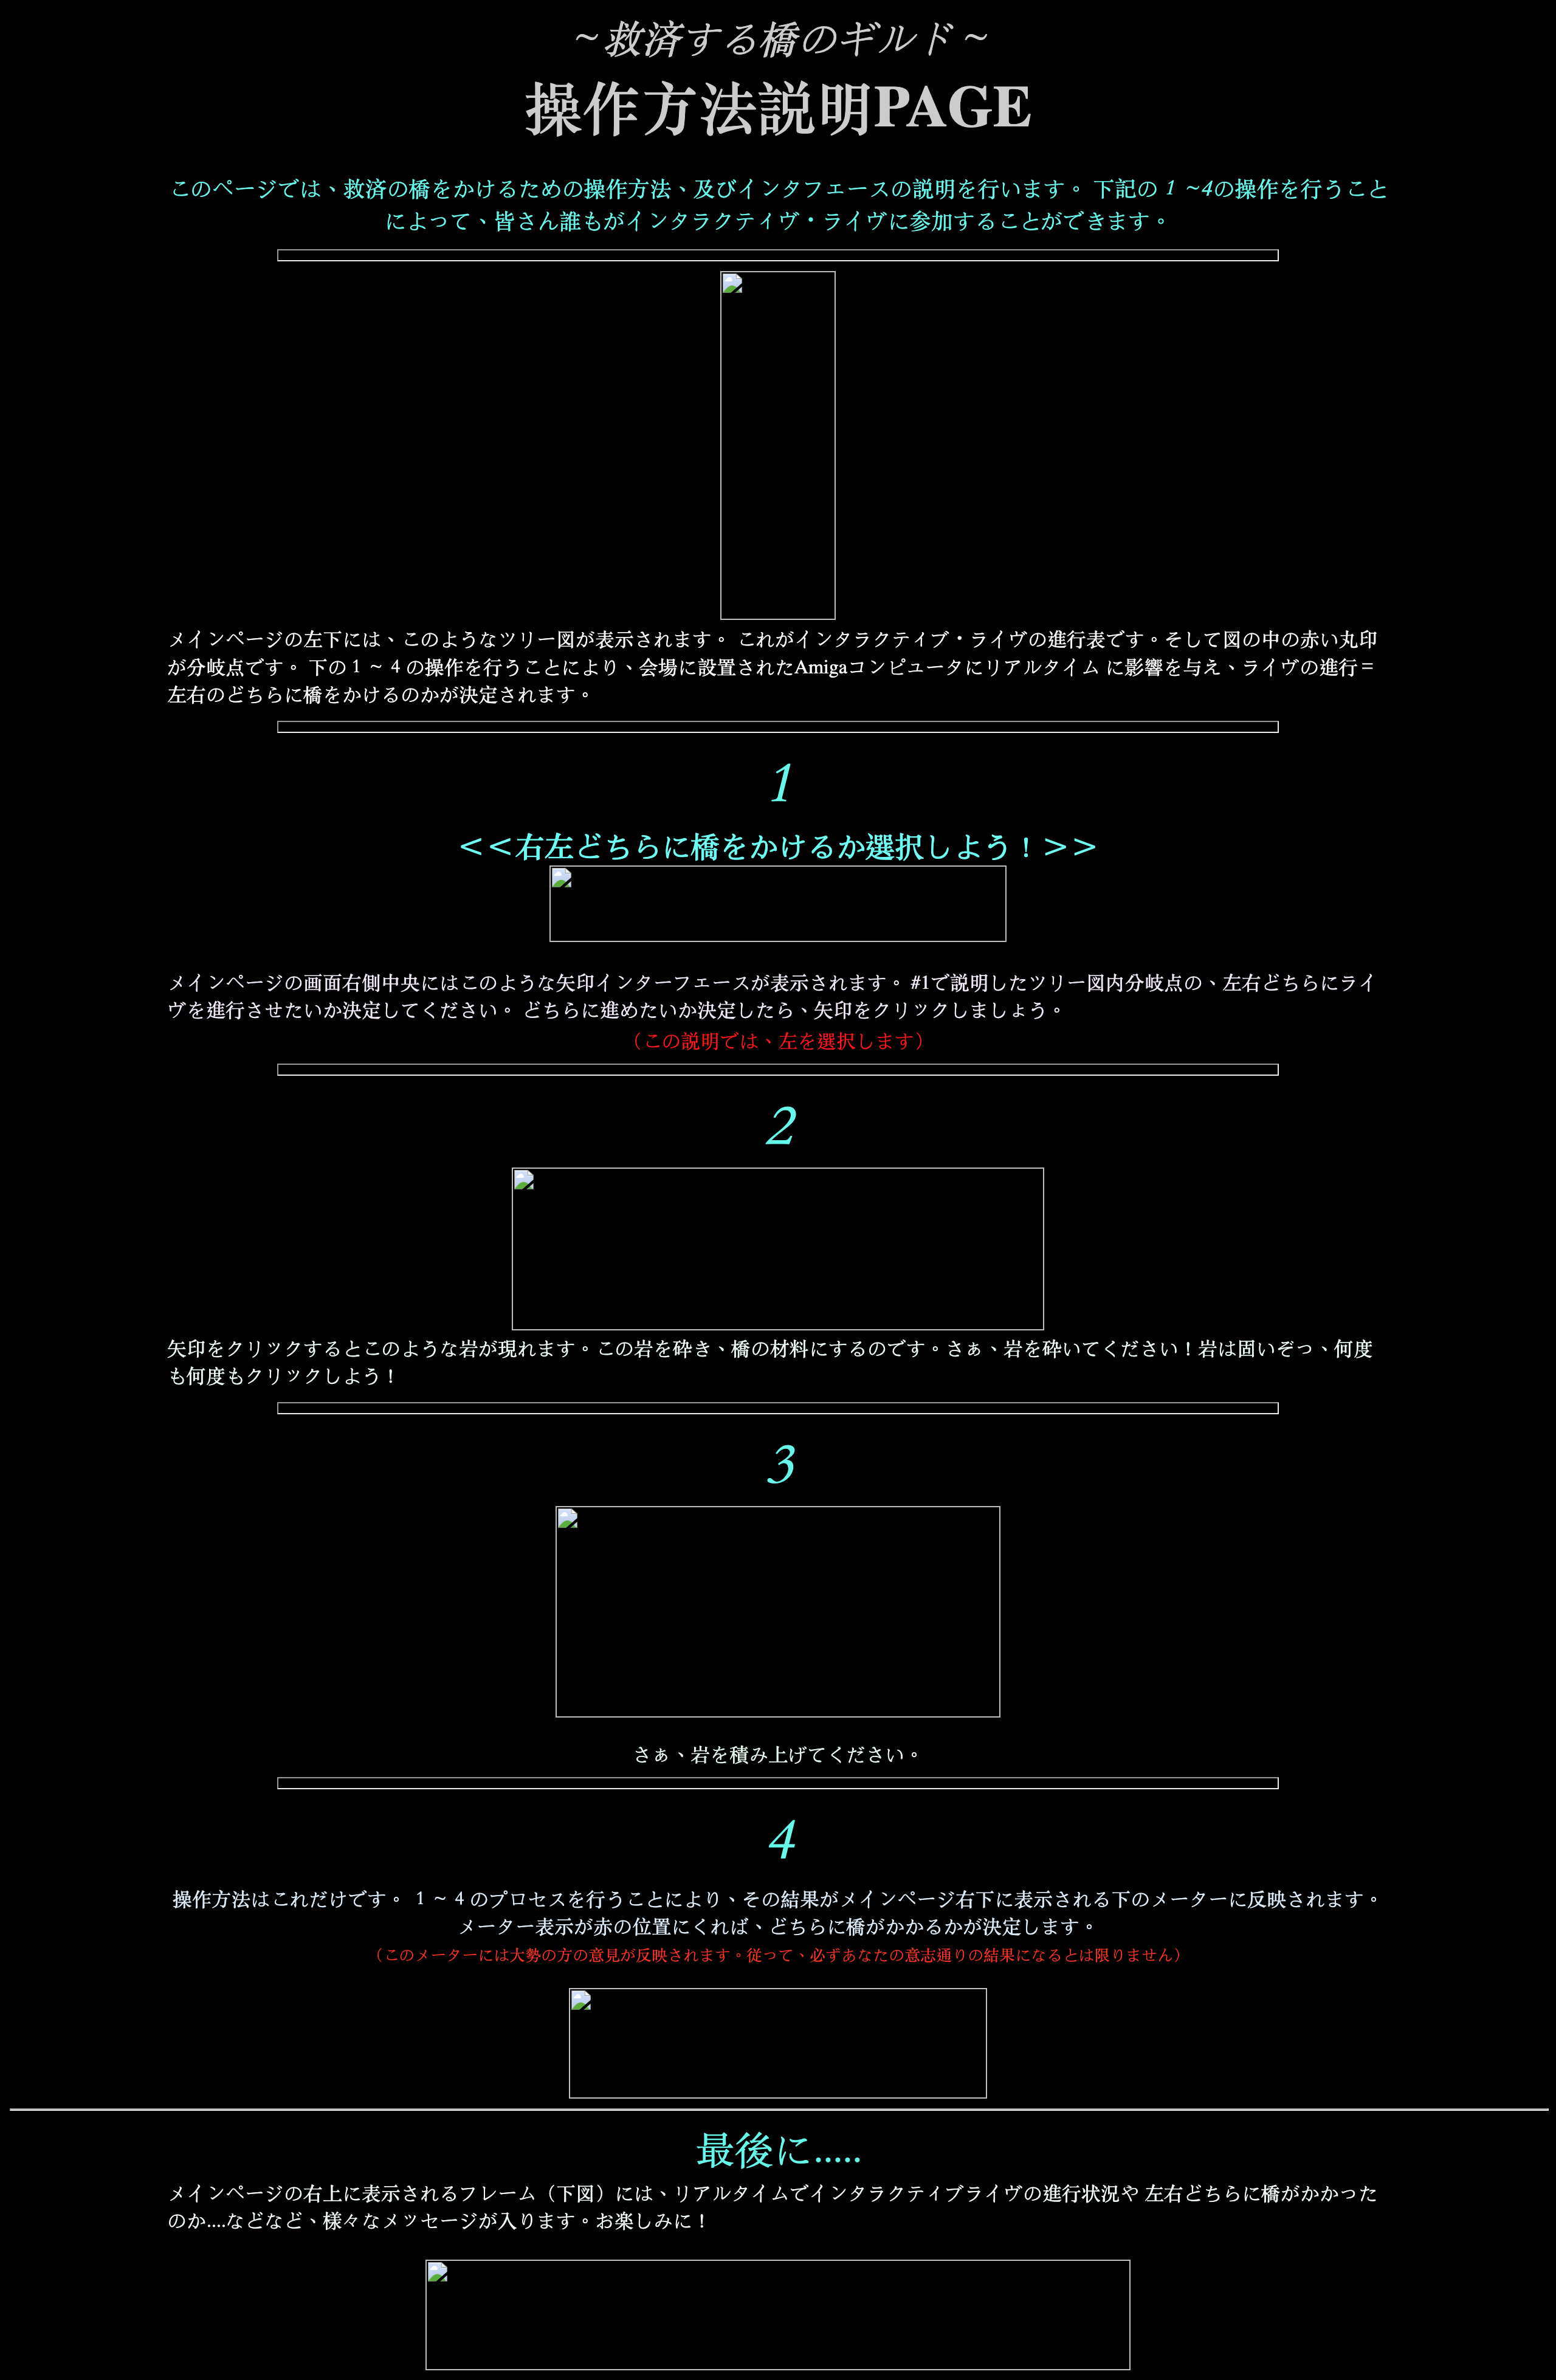 ~ 救済する橋のギルド ~
操作方法説明PAGE
このページでは、救済の橋をかけるための操作方法、及びインタフェースの説明を行います。 下記の 1 ~4の操作を行うこと
によって、皆さん誰もがインタラクティヴ・ライヴに参加することができます。
メインページの左下には、このようなツリー図が表示されます。 これがインタラクティブ・ライヴの進行表です。そして図の中の赤い丸印
が分岐点です。 下の 1 ~ 4 の操作を行うことにより、会場に設置されたAmigaコンピュータにリアルタイム に影響を与え、ライヴの進行＝
左右のどちらに橋をかけるのかが決定されます。
1
＜＜右左どちらに橋をかけるか選択しよう！＞＞
メインページの画面右側中央にはこのような矢印インターフェースが表示されます。 #1で説明したツリー図内分岐点の、左右どちらにライ
ヴを進行させたいか決定してください。 どちらに進めたいか決定したら、矢印をクリックしましょう。
（この説明では、左を選択します）
2
矢印をクリックするとこのような岩が現れます。この岩を砕き、橋の材料にするのです。さぁ、岩を砕いてください！岩は固いぞっ、何度
も何度もクリックしよう！
3
さぁ、岩を積み上げてください。
4
操作方法はこれだけです。 1 ~ 4 のプロセスを行うことにより、その結果がメインページ右下に表示される下のメーターに反映されます。
メーター表示が赤の位置にくれば、どちらに橋がかかるかが決定します。
（このメーターには大勢の方の意見が反映されます。従って、必ずあなたの意志通りの結果になるとは限りません）
最後に.....
メインページの右上に表示されるフレーム（下図）には、リアルタイムでインタラクティブライヴの進行状況や 左右どちらに橋がかかった
のか....などなど、様々なメッセージが入ります。お楽しみに！